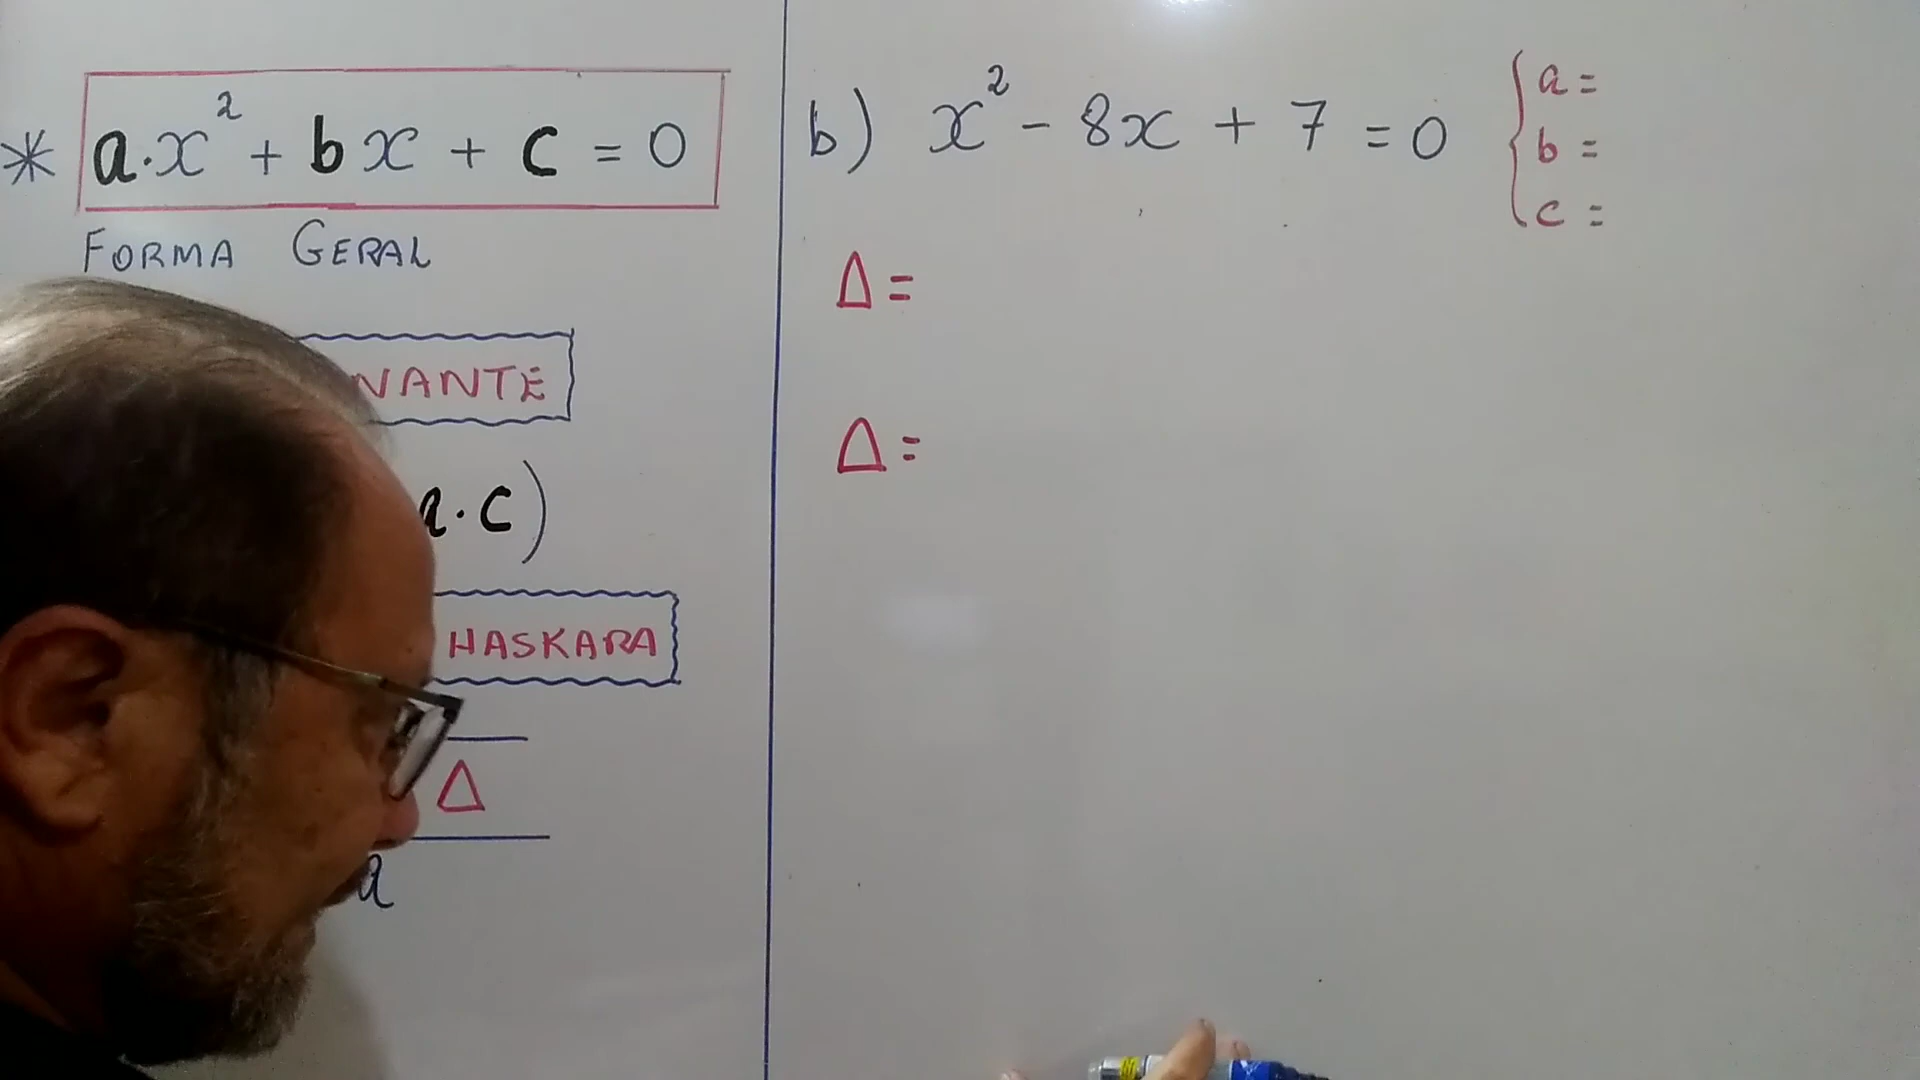 * a·x² + bx + c = 0
FORMA GERAL
NANTE
a·c)
HASKARA
Δ
a
b) x² - 8x + 7 = 0
a =
b =
c =
Δ =
Δ =